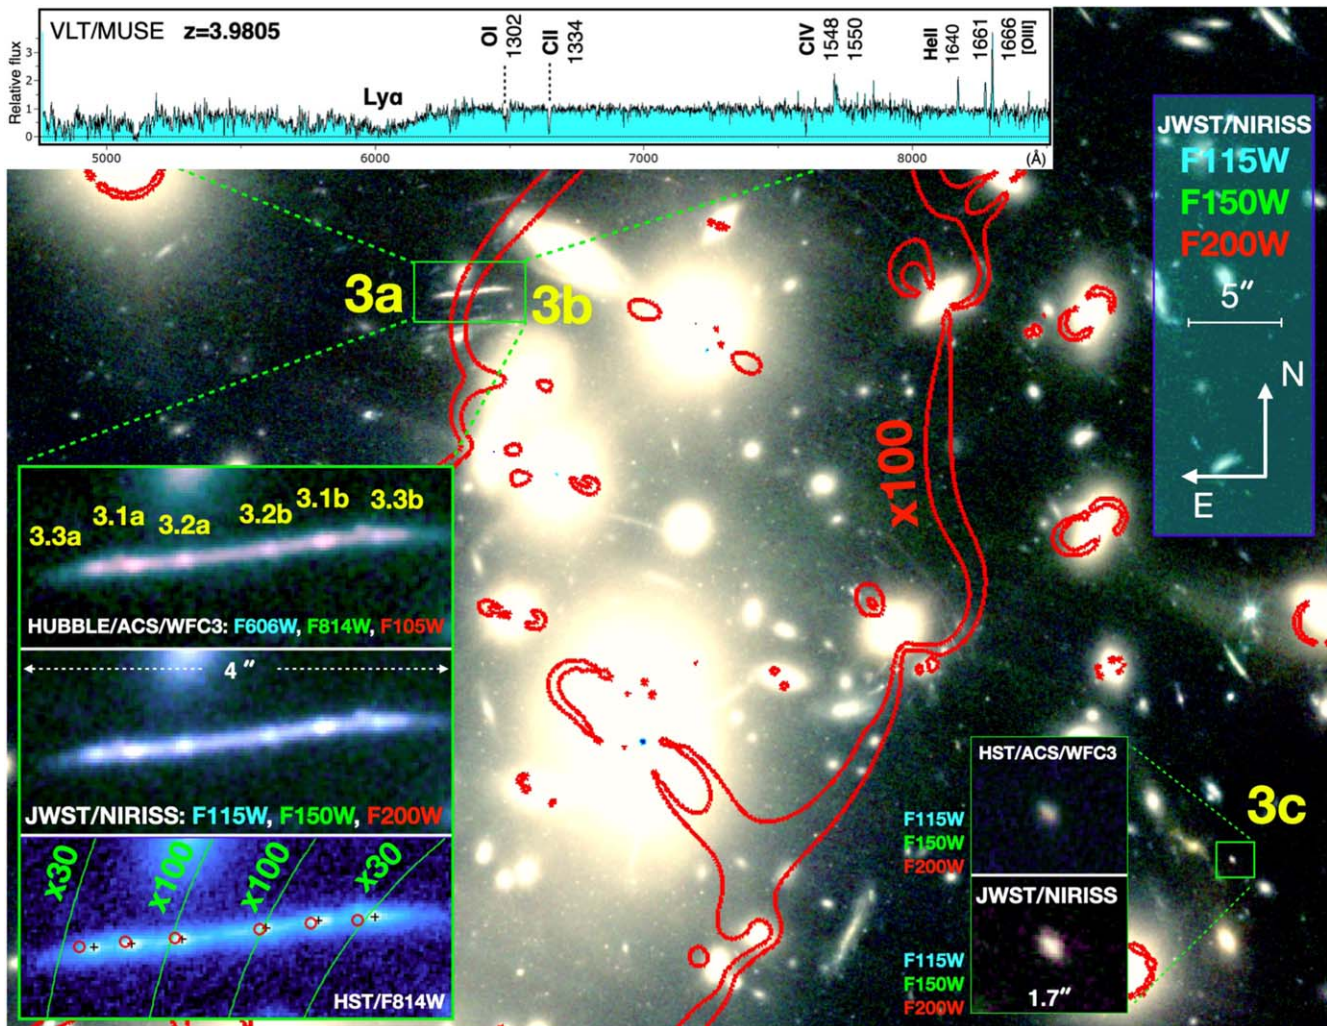 VLT/MUSE z=3.9805
Relative flux
3
2
1
0
Lyα
OI
1302
CII
1334
CIV
1548
1550
HeII
1640
1661
1666
[OIII]
5000 6000 7000 8000 (Å)
JWST/NIRISS
F115W
F150W
F200W
5″
N
E
3a
3b
x100
3.3a 3.1a 3.2a 3.2b 3.1b 3.3b
HUBBLE/ACS/WFC3: F606W, F814W, F105W
4 ″
JWST/NIRISS: F115W, F150W, F200W
x30 x100 x100 x30
HST/F814W
3c
HST/ACS/WFC3
F115W
F150W
F200W
JWST/NIRISS
F115W
F150W
F200W
1.7″